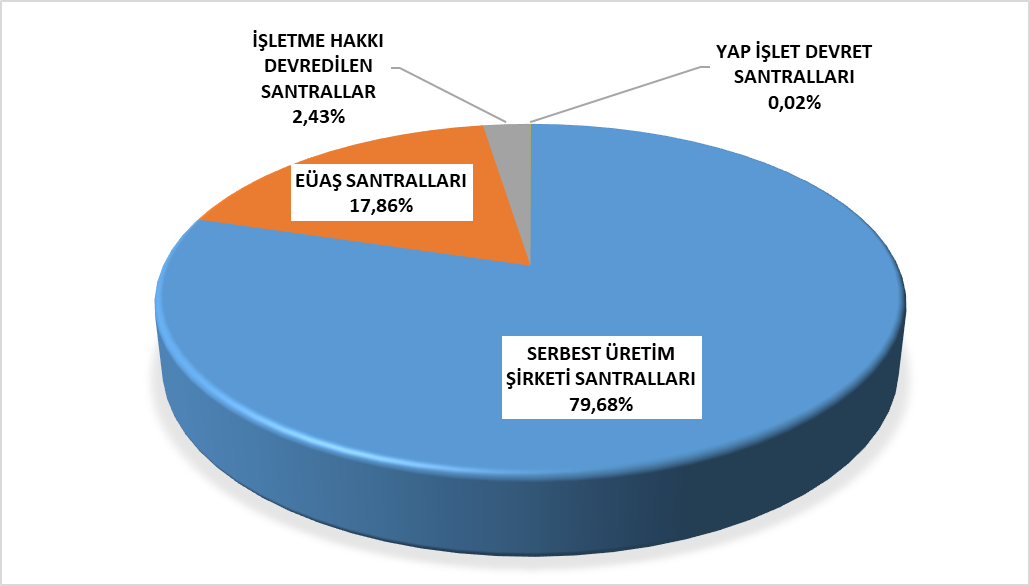 İŞLETME HAKKI
DEVREDİLEN
SANTRALLAR
2,43%
YAP İŞLET DEVRET
SANTRALLARI
0,02%
EÜAŞ SANTRALLARI
17,86%
SERBEST ÜRETİM
ŞİRKETİ SANTRALLARI
79,68%